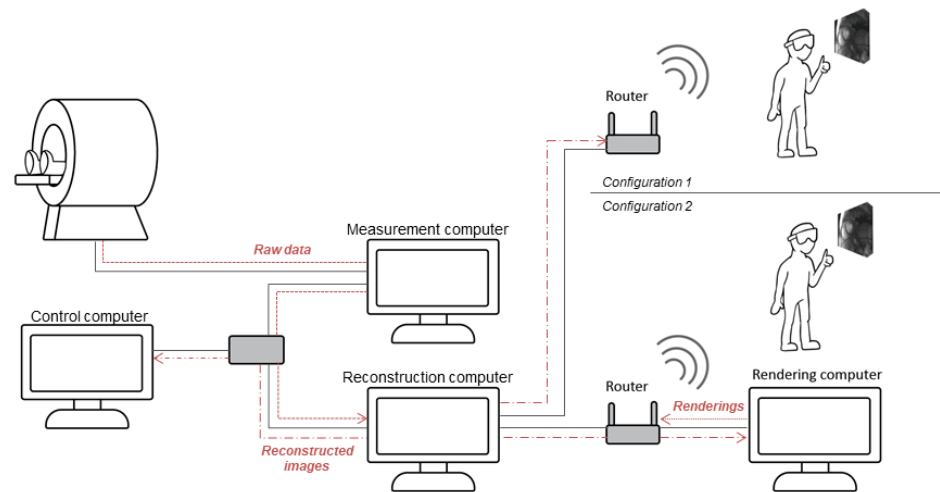 Router
Configuration 1
Configuration 2
Measurement computer
Raw data
Control computer
Reconstruction computer
Router
Rendering computer
Renderings
Reconstructed
images